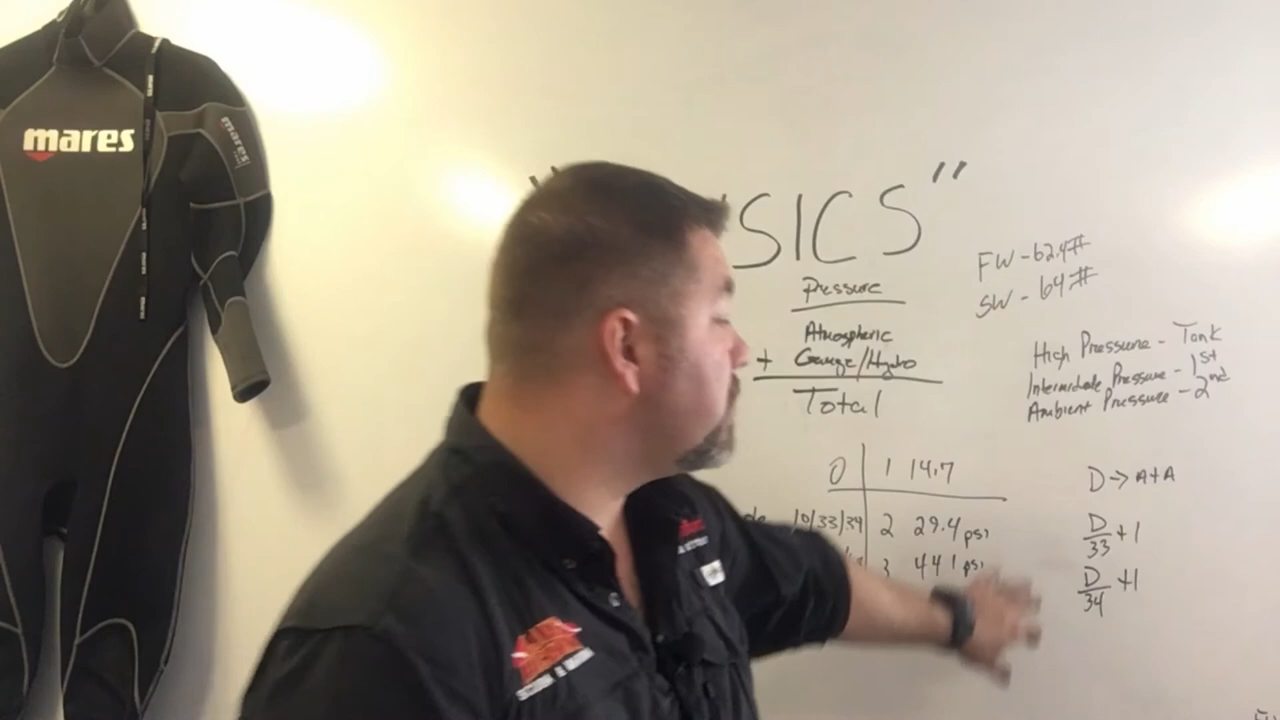 mares
mares
SICS"
FW - 62.4#
SW - 64#
Pressure
Atmospheric
+ Gauge/Hydro
Total
High Pressure - Tank
Intermidate Pressure - 1st
Ambient Pressure - 2nd
0 1 14.7
10/33/34 2 29.4 psi
3 44.1 psi
D → ATA
D/33 +1
D/34 +1